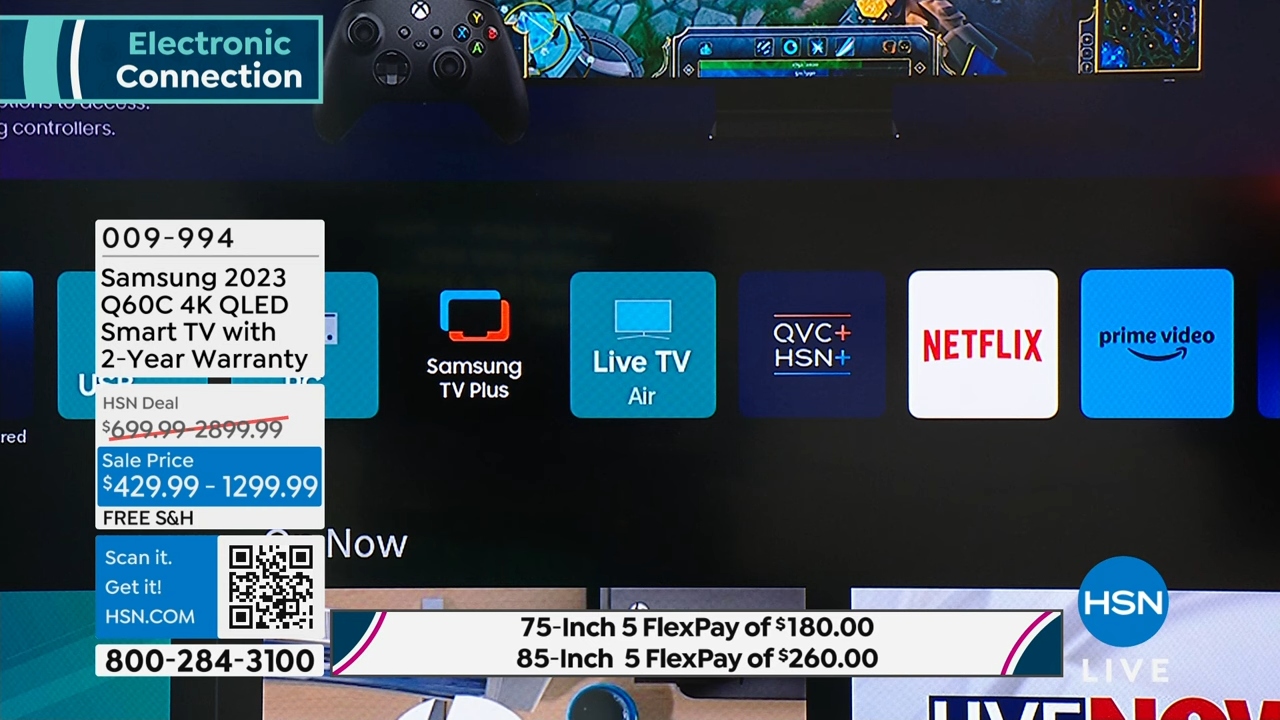 Electronic
Connection
g controllers.
009-994
Samsung 2023
Q60C 4K QLED
Smart TV with
2-Year Warranty
HSN Deal
$699.99-2899.99
Sale Price
$429.99 - 1299.99
FREE S&H
Samsung
TV Plus
Live TV
Air
QVC+
HSN+
NETFLIX
prime video
red
Now
Scan it.
Get it!
HSN.COM
800-284-3100
75-Inch 5 FlexPay of $180.00
85-Inch 5 FlexPay of $260.00
HSN
LIVE
X
Y
B
A